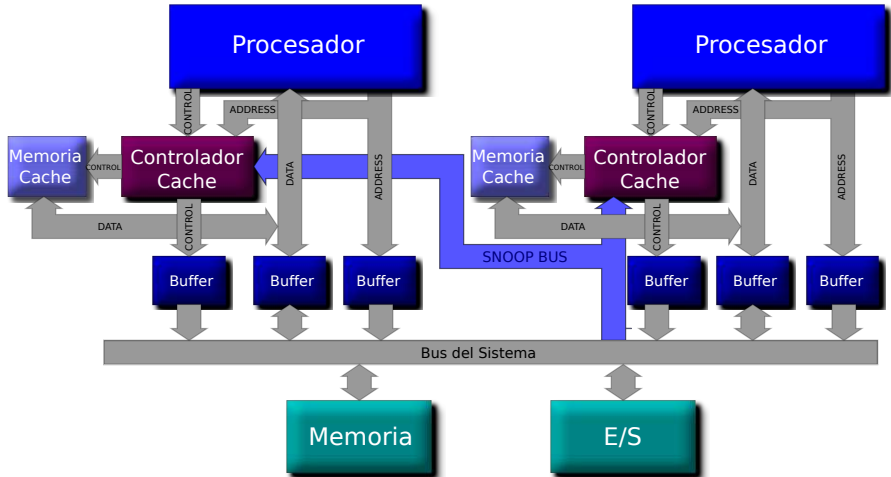 Procesador
Procesador
CONTROL
ADDRESS
CONTROL
ADDRESS
Memoria
Cache
CONTROL
Controlador
Cache
DATA
ADDRESS
Memoria
Cache
CONTROL
Controlador
Cache
DATA
ADDRESS
DATA
CONTROL
SNOOP BUS
DATA
CONTROL
Buffer
Buffer
Buffer
Buffer
Buffer
Buffer
Bus del Sistema
Memoria
E/S